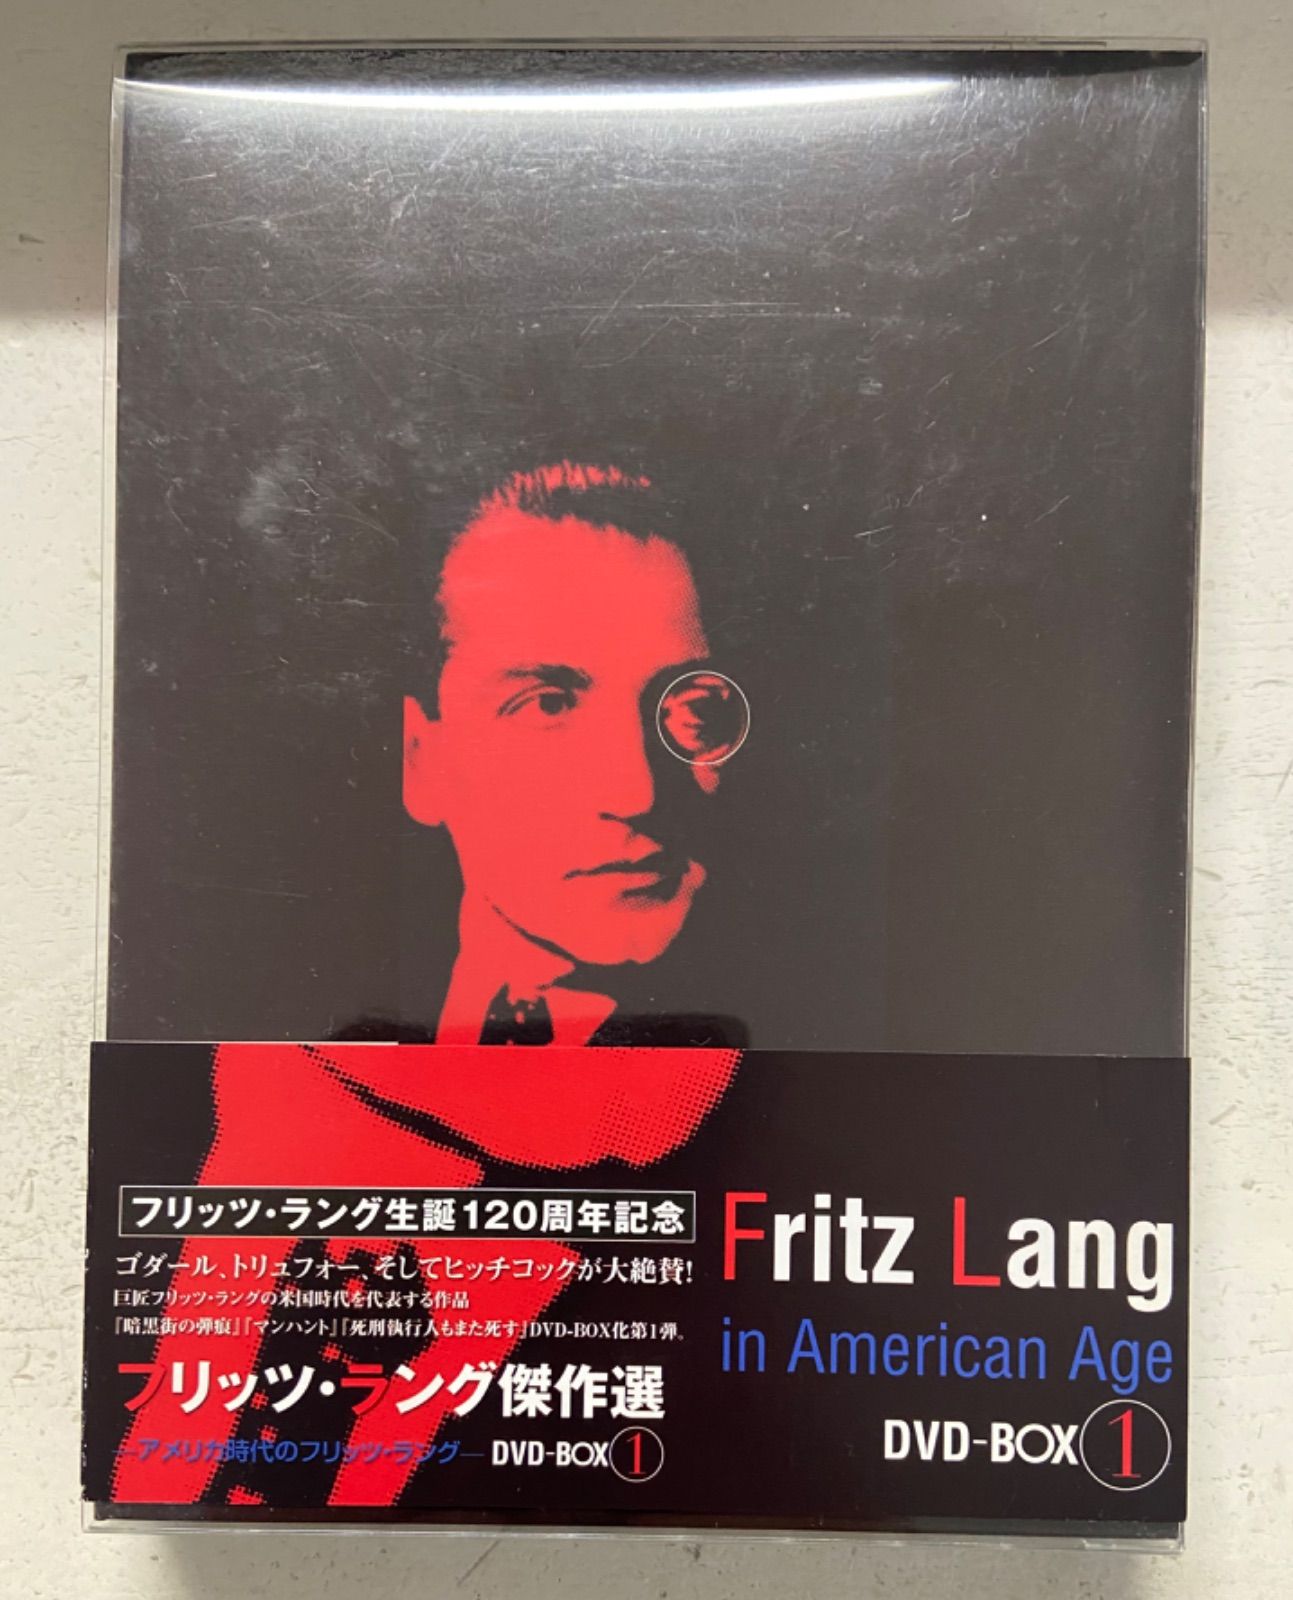 フリッツ・ラング生誕120周年記念
ゴダール、トリュフォー、そしてヒッチコックが大絶賛!
巨匠フリッツ・ラングの米国時代を代表する作品
『暗黒街の弾痕』『マンハント』『死刑執行人もまた死す』DVD-BOX化第1弾。
フリッツ・ラング傑作選
―アメリカ時代のフリッツ・ラング― DVD-BOX 1
Fritz Lang
in American Age
DVD-BOX 1